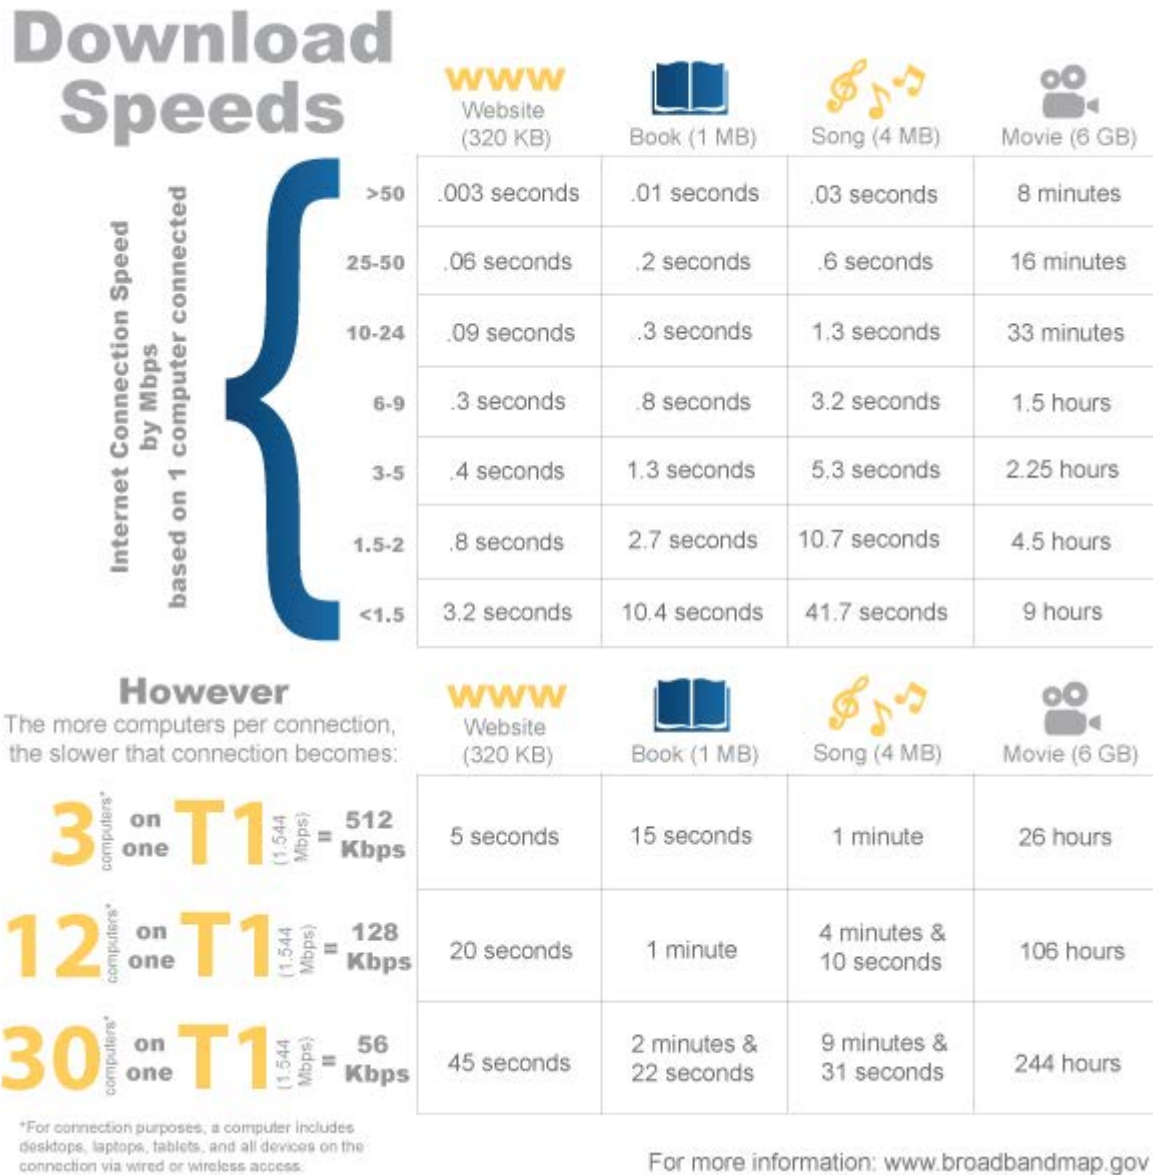 Download
Speeds
www
Website
(320 KB)
Book (1 MB)
Song (4 MB)
Movie (6 GB)
Internet Connection Speed
by Mbps
based on 1 computer connected
>50 .003 seconds .01 seconds .03 seconds 8 minutes
25-50 .06 seconds .2 seconds .6 seconds 16 minutes
10-24 .09 seconds .3 seconds 1.3 seconds 33 minutes
6-9 .3 seconds .8 seconds 3.2 seconds 1.5 hours
3-5 .4 seconds 1.3 seconds 5.3 seconds 2.25 hours
1.5-2 .8 seconds 2.7 seconds 10.7 seconds 4.5 hours
<1.5 3.2 seconds 10.4 seconds 41.7 seconds 9 hours
However
The more computers per connection,
the slower that connection becomes:
www
Website
(320 KB)
Book (1 MB)
Song (4 MB)
Movie (6 GB)
3 computers* on one T1 (1.544 Mbps) = 512 Kbps
5 seconds
15 seconds
1 minute
26 hours
12 computers* on one T1 (1.544 Mbps) = 128 Kbps
20 seconds
1 minute
4 minutes &
10 seconds
106 hours
30 computers* on one T1 (1.544 Mbps) = 56 Kbps
45 seconds
2 minutes &
22 seconds
9 minutes &
31 seconds
244 hours
*For connection purposes, a computer includes
desktops, laptops, tablets, and all devices on the
connection via wired or wireless access.
For more information: www.broadbandmap.gov